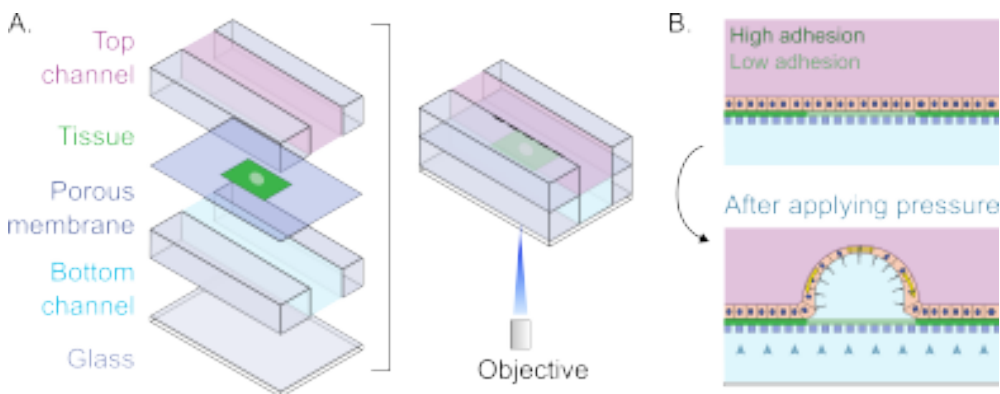 A.
Top
channel
Tissue
Porous
membrane
Bottom
channel
Glass
Objective
B.
High adhesion
Low adhesion
After applying pressure